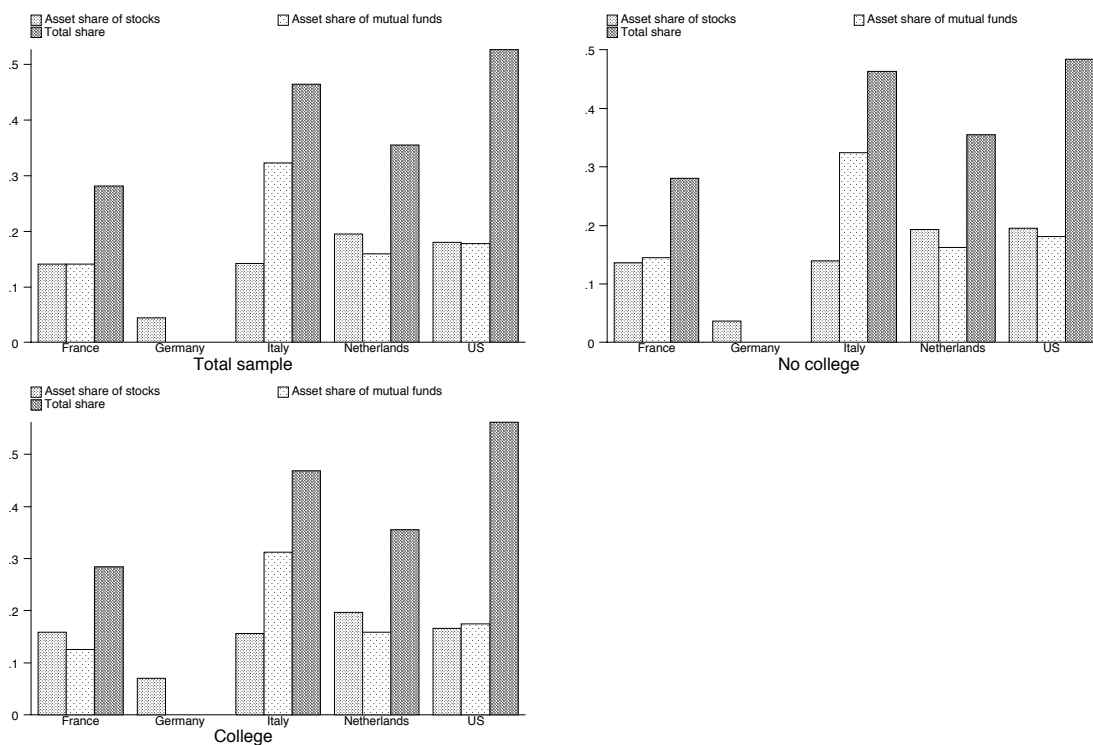 Asset share of stocks Asset share of mutual funds
Total share
.5
.4
.3
.2
.1
0
France Germany Italy Netherlands US
Total sample
Asset share of stocks Asset share of mutual funds
Total share
.5
.4
.3
.2
.1
0
France Germany Italy Netherlands US
No college
Asset share of stocks Asset share of mutual funds
Total share
.5
.4
.3
.2
.1
0
France Germany Italy Netherlands US
College